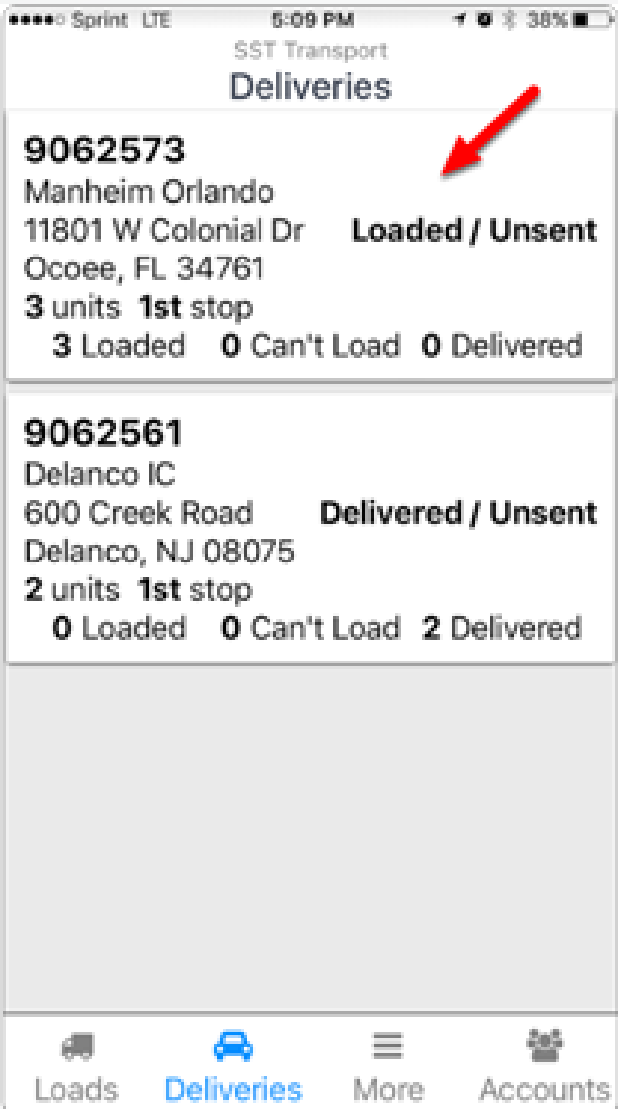 Sprint LTE 5:09 PM 38%
SST Transport
Deliveries
9062573
Manheim Orlando
11801 W Colonial Dr Loaded / Unsent
Ocoee, FL 34761
3 units 1st stop
3 Loaded 0 Can't Load 0 Delivered
9062561
Delanco IC
600 Creek Road Delivered / Unsent
Delanco, NJ 08075
2 units 1st stop
0 Loaded 0 Can't Load 2 Delivered
Loads Deliveries More Accounts